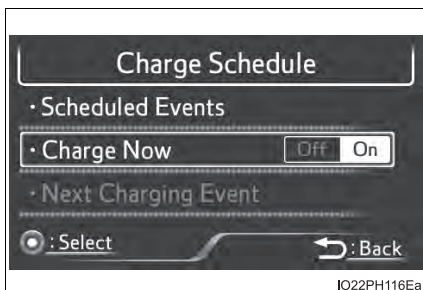 Charge Schedule
· Scheduled Events
· Charge Now Off On
· Next Charging Event
: Select : Back
IO22PH116Ea